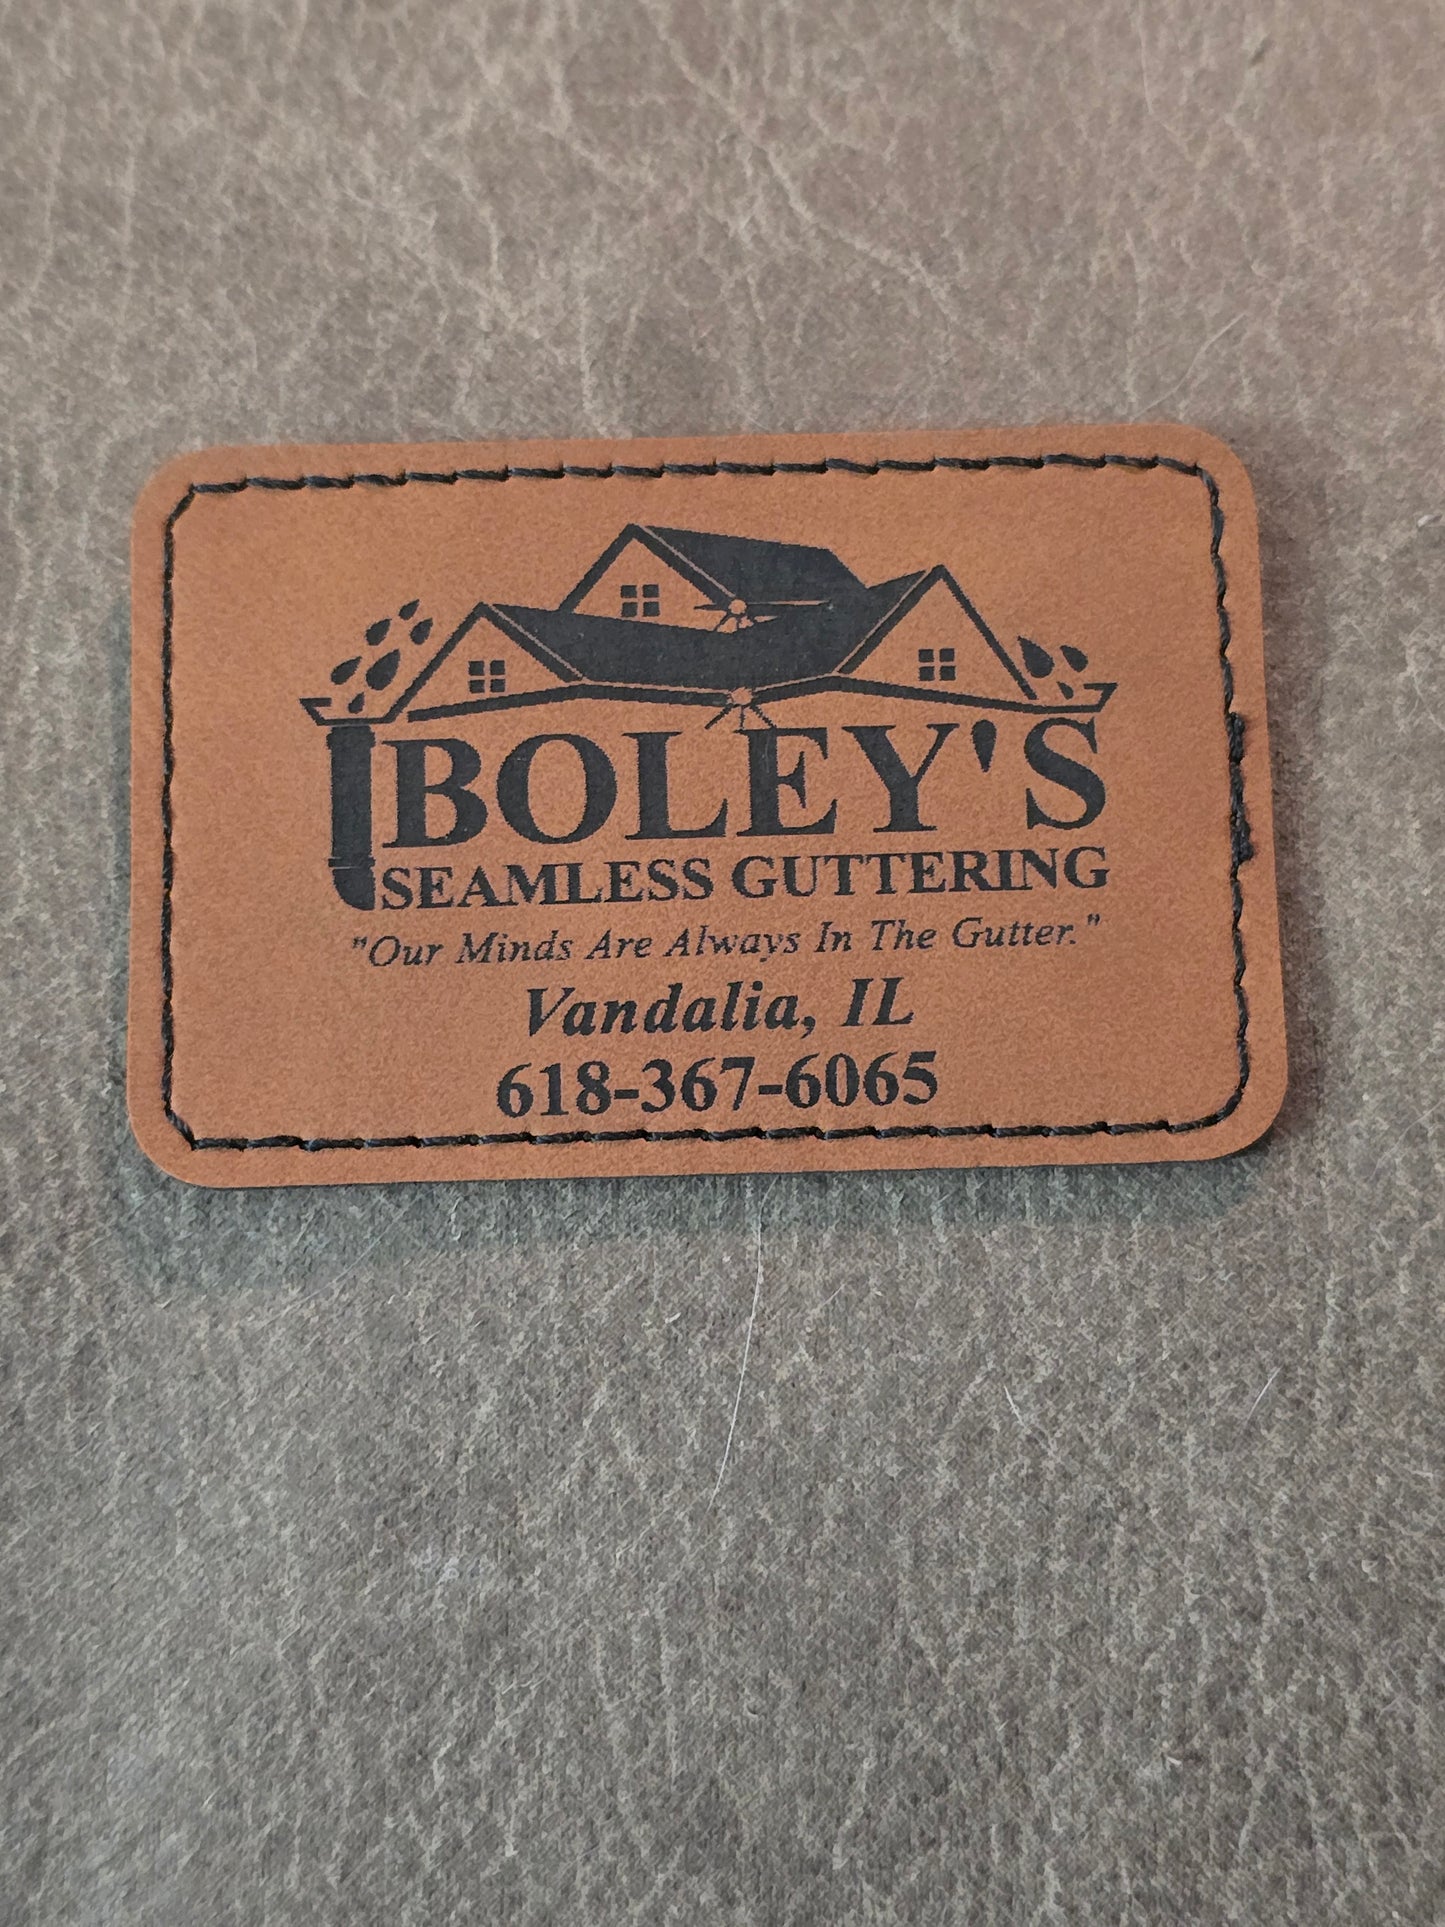 BOLEY'S
SEAMLESS GUTTERING
"Our Minds Are Always In The Gutter."
Vandalia, IL
618-367-6065